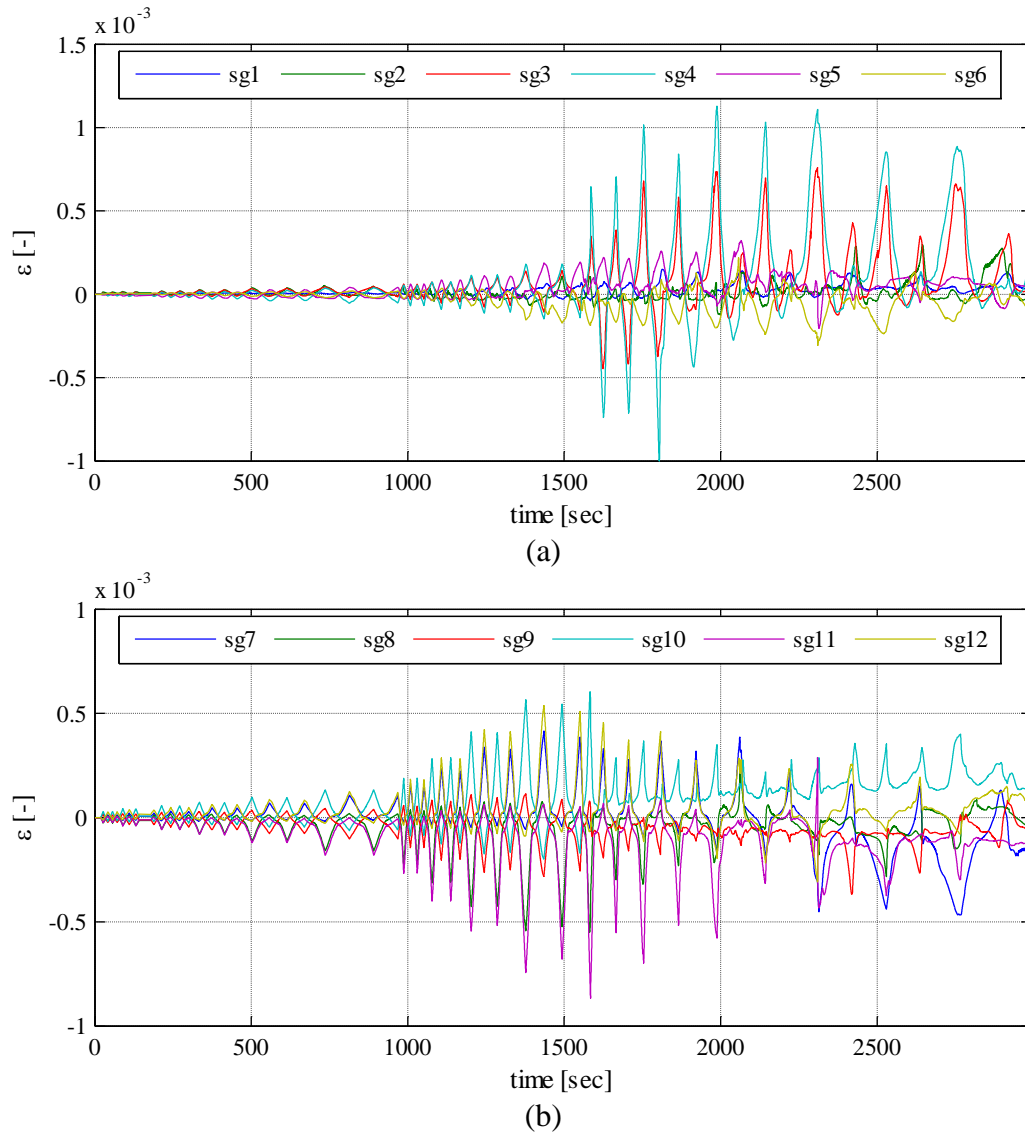 x 10-3
1.5
sg1 sg2 sg3 sg4 sg5 sg6
1
0.5
ε [-]
0
-0.5
-1
0 500 1000 1500 2000 2500
time [sec]
(a)
x 10-3
1
sg7 sg8 sg9 sg10 sg11 sg12
0.5
ε [-]
0
-0.5
-1
0 500 1000 1500 2000 2500
time [sec]
(b)